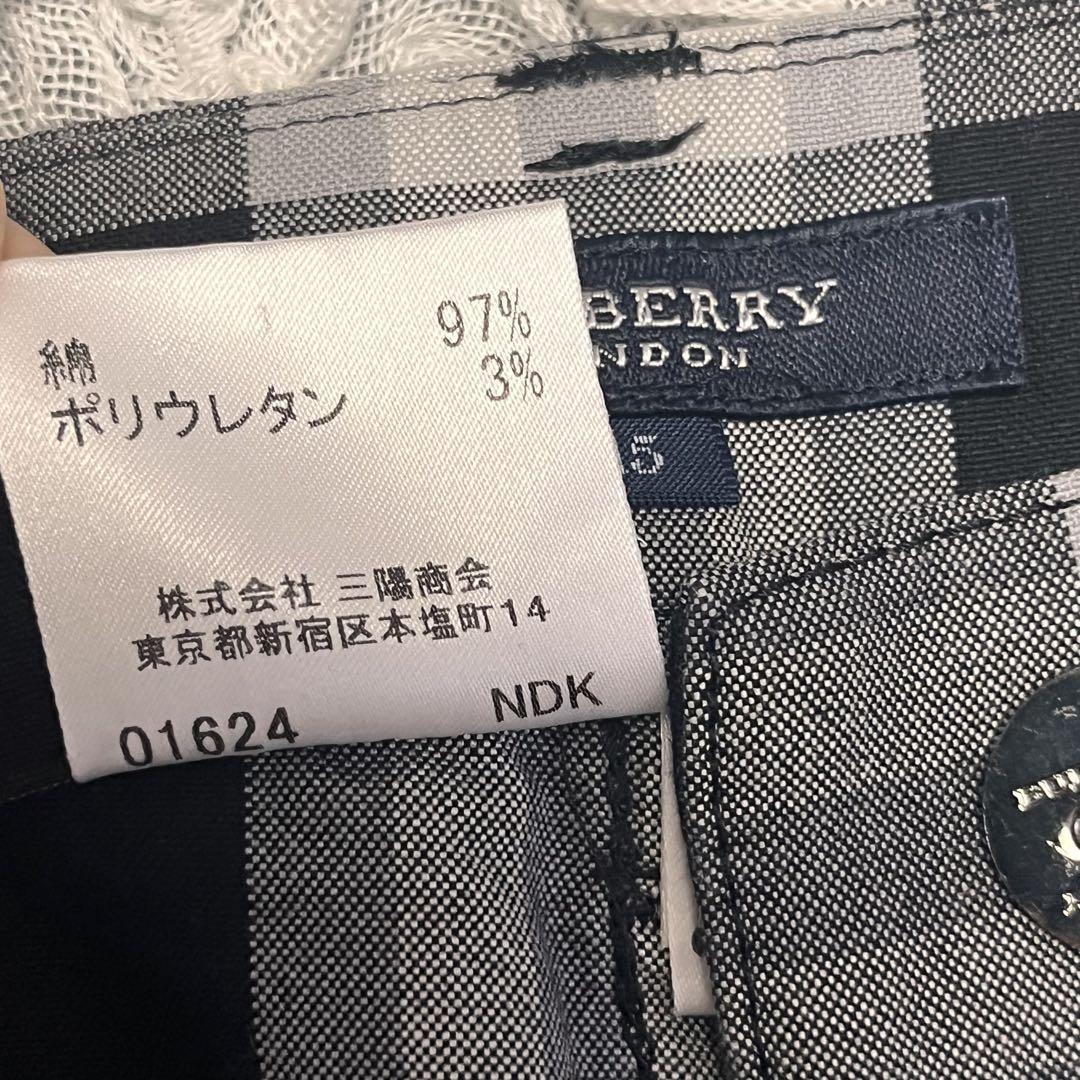 綿 97%
ポリウレタン 3%
株式会社 三陽商会
東京都新宿区本塩町14
01624 NDK
BERRY
NDON
15